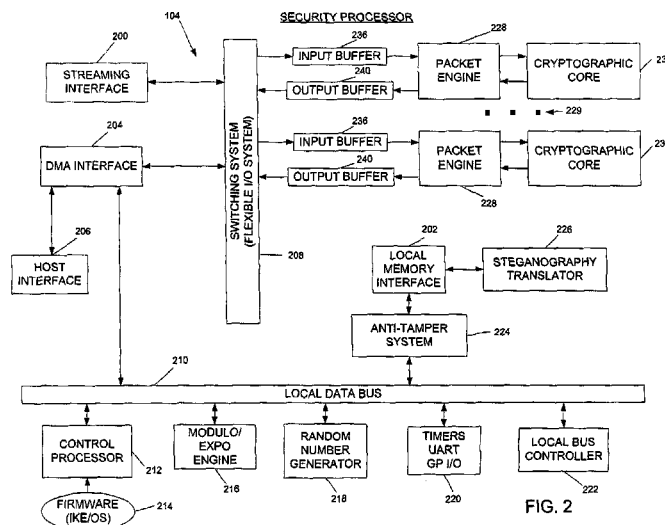 SECURITY PROCESSOR
104
200
STREAMING
INTERFACE
236
INPUT BUFFER
240
OUTPUT BUFFER
228
PACKET
ENGINE
CRYPTOGRAPHIC
CORE
229
204
DMA INTERFACE
236
INPUT BUFFER
240
OUTPUT BUFFER
PACKET
ENGINE
228
CRYPTOGRAPHIC
CORE
SWITCHING SYSTEM
(FLEXIBLE I/O SYSTEM)
208
206
HOST
INTERFACE
202
LOCAL
MEMORY
INTERFACE
226
STEGANOGRAPHY
TRANSLATOR
ANTI-TAMPER
SYSTEM
224
210
LOCAL DATA BUS
CONTROL
PROCESSOR
212
FIRMWARE
(IKE/OS)
214
MODULO/
EXPO
ENGINE
216
RANDOM
NUMBER
GENERATOR
218
TIMERS
UART
GP I/O
220
LOCAL BUS
CONTROLLER
222
FIG. 2